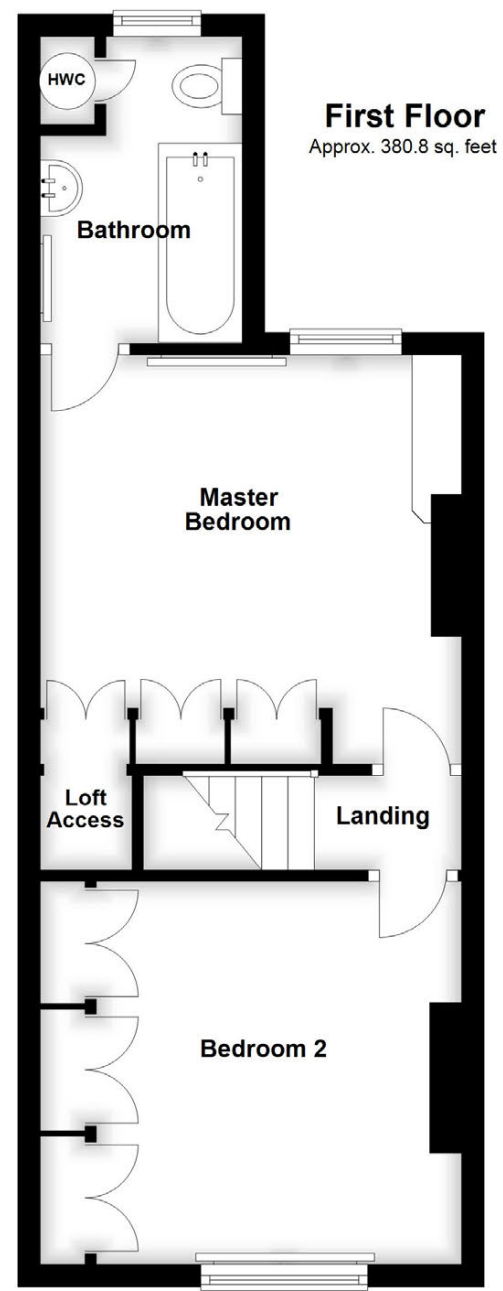 First Floor
Approx. 380.8 sq. feet
HWC
Bathroom
Master
Bedroom
Loft
Access
Landing
Bedroom 2